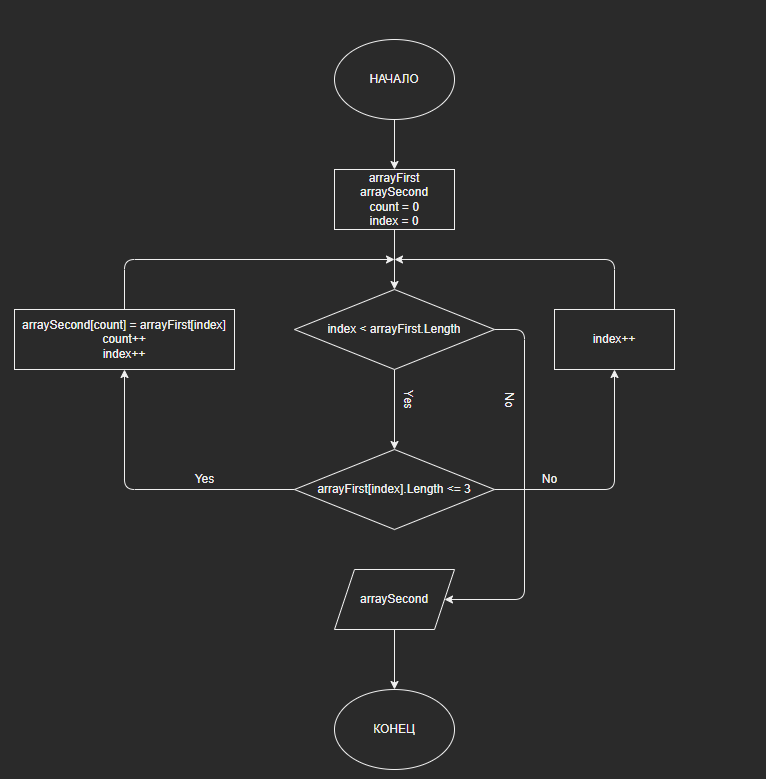 НАЧАЛО
arrayFirst
arraySecond
count = 0
index = 0
arraySecond[count] = arrayFirst[index]
count++
index++
index < arrayFirst.Length
index++
Yes
No
Yes
arrayFirst[index].Length <= 3
No
arraySecond
КОНЕЦ